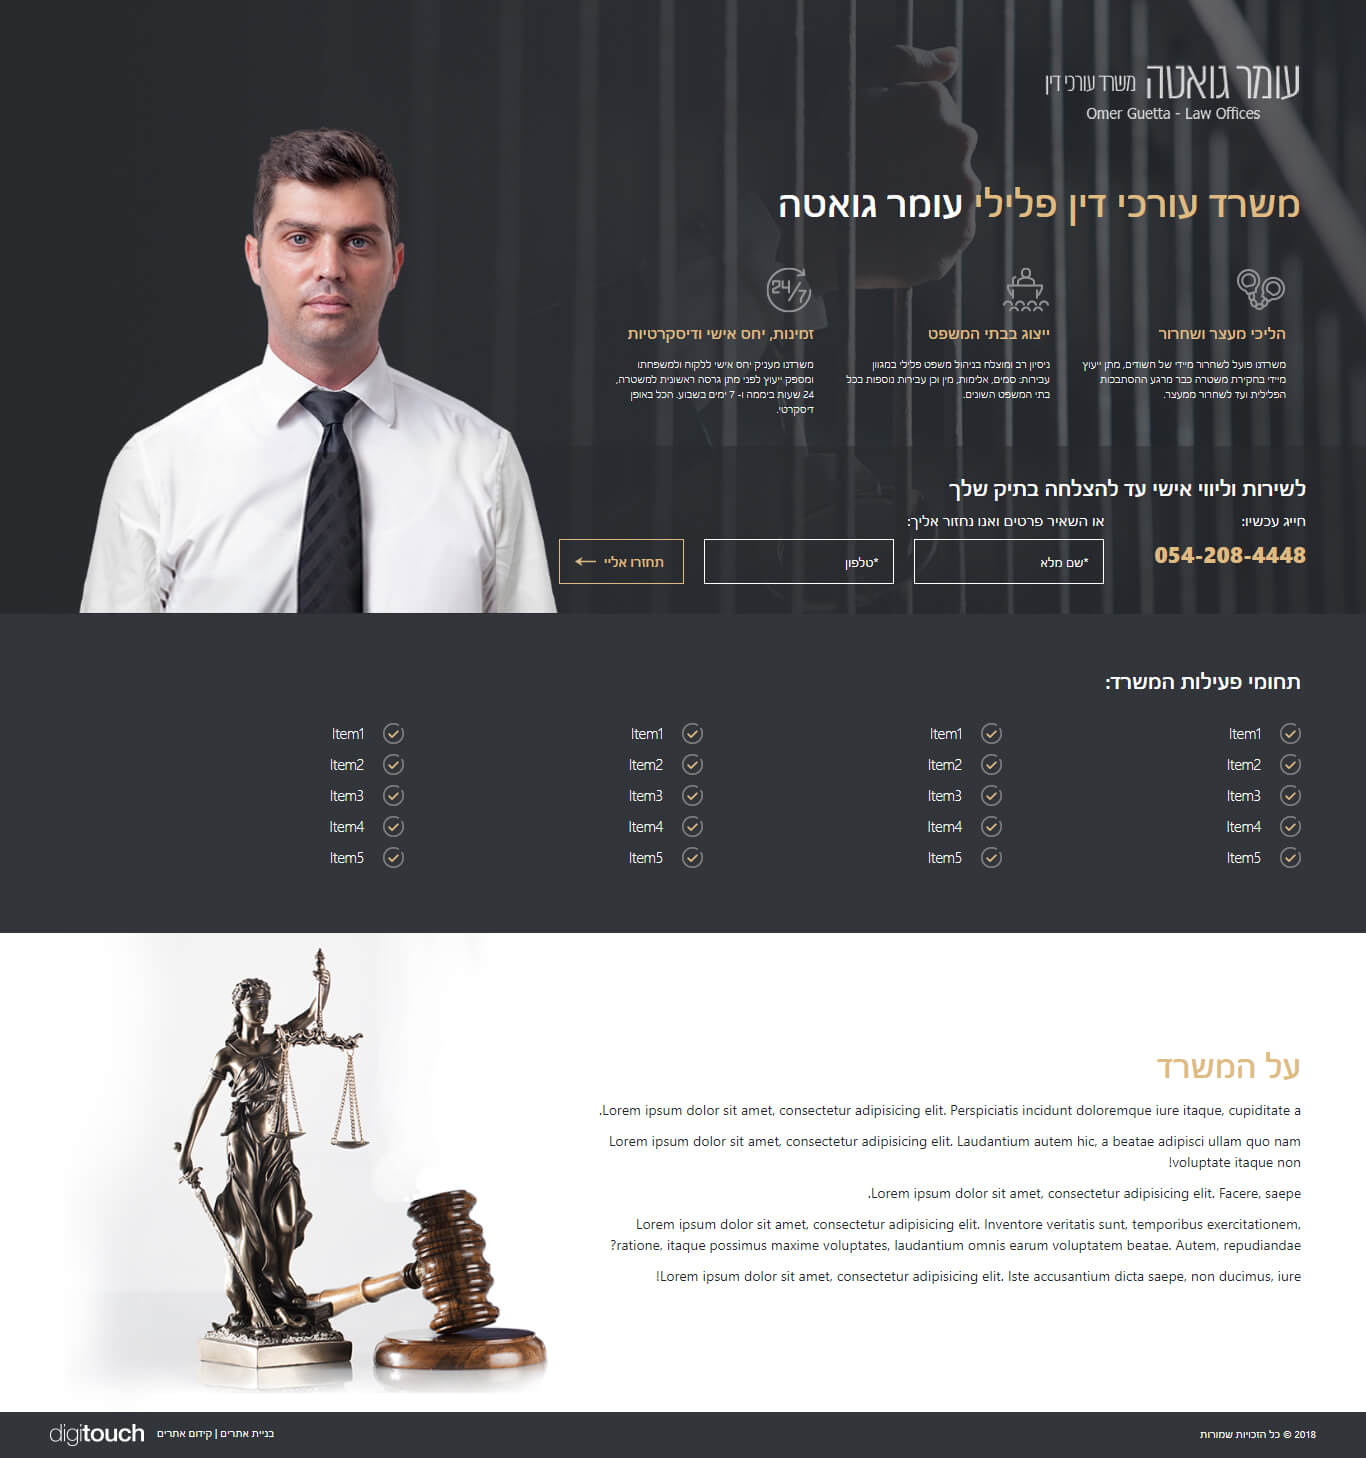 עומר גואטה משרד עורכי דין
Omer Guetta - Law Offices
משרד עורכי דין פלילי עומר גואטה
הליכי מעצר ושחרור
משרדנו פועל לשחרור מיידי של חשודים, מתן ייעוץ
מיידי בחקירת משטרה כבר מרגע ההסתבכות
הפלילית ועד לשחרור ממעצר.
ייצוג בבתי המשפט
ניסיון רב ומוצלח בניהול משפט פלילי במגוון
עבירות: סמים, אלימות, מין וכן עבירות נוספות בכל
בתי המשפט השונים.
24/7
זמינות, יחס אישי ודיסקרטיות
משרדנו מעניק יחס אישי ללקוח ולמשפחתו
ומספק ייעוץ לפני מתן גרסה ראשונית למשטרה,
24 שעות ביממה ו- 7 ימים בשבוע. הכל באופן
דיסקרטי.
לשירות וליווי אישי עד להצלחה בתיק שלך
חייג עכשיו:
054-208-4448
או השאיר פרטים ואנו נחזור אליך:
*שם מלא
*טלפון
תחזרו אליי
תחומי פעילות המשרד:
Item1
Item2
Item3
Item4
Item5
Item1
Item2
Item3
Item4
Item5
Item1
Item2
Item3
Item4
Item5
Item1
Item2
Item3
Item4
Item5
על המשרד
.Lorem ipsum dolor sit amet, consectetur adipisicing elit. Perspiciatis incidunt doloremque iure itaque, cupiditate a
Lorem ipsum dolor sit amet, consectetur adipisicing elit. Laudantium autem hic, a beatae adipisci ullam quo nam
!voluptate itaque non
.Lorem ipsum dolor sit amet, consectetur adipisicing elit. Facere, saepe
Lorem ipsum dolor sit amet, consectetur adipisicing elit. Inventore veritatis sunt, temporibus exercitationem,
?ratione, itaque possimus maxime voluptates, laudantium omnis earum voluptatem beatae. Autem, repudiandae
!Lorem ipsum dolor sit amet, consectetur adipisicing elit. Iste accusantium dicta saepe, non ducimus, iure
2018 © כל הזכויות שמורות
בניית אתרים | קידום אתרים
digitouch